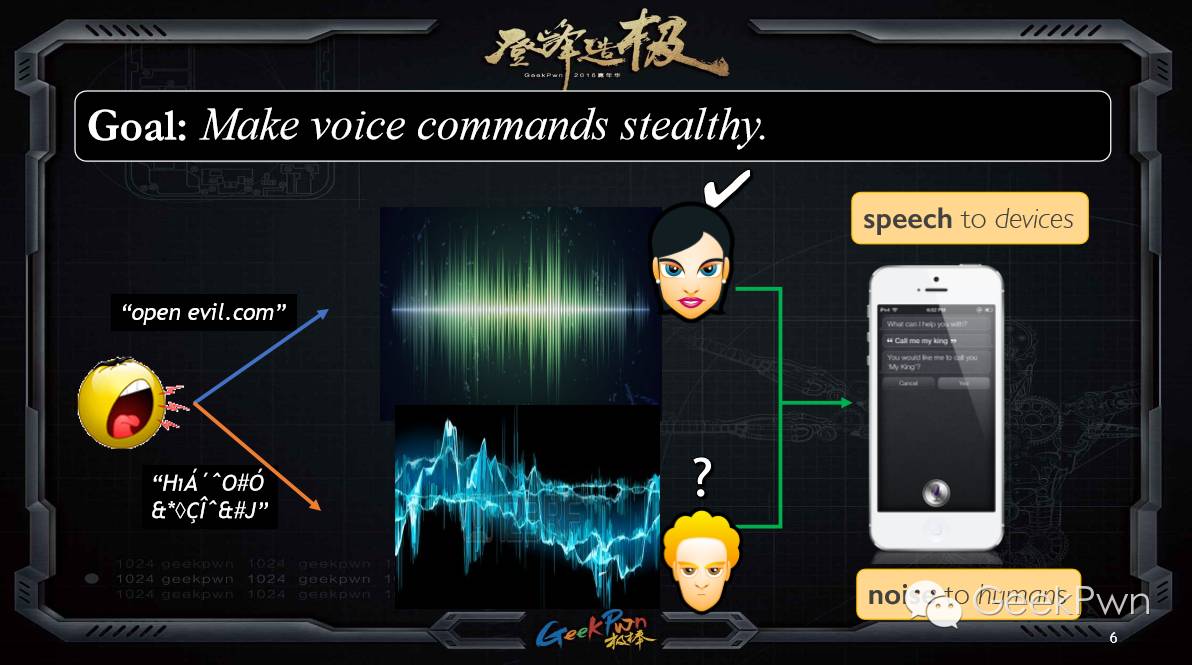 登峰造极
GeekPwn 2016嘉年华
Goal: Make voice commands stealthy.
speech to devices
“open evil.com”
What can I help you with?
“ Call me my king ”
You would like me to call you
‘My King’?
Cancel Yes
?
“HıÁ´ˆO#Ó
&*◊ÇÎˆ&#J”
1024 geekpwn 1024 geekpwn 1
1024 geekpwn 1024 geekpwn 1
1024 geekpwn 1024 geekpwn 1
noise to humans
GeekPwn
GeekPwn
极棒
6